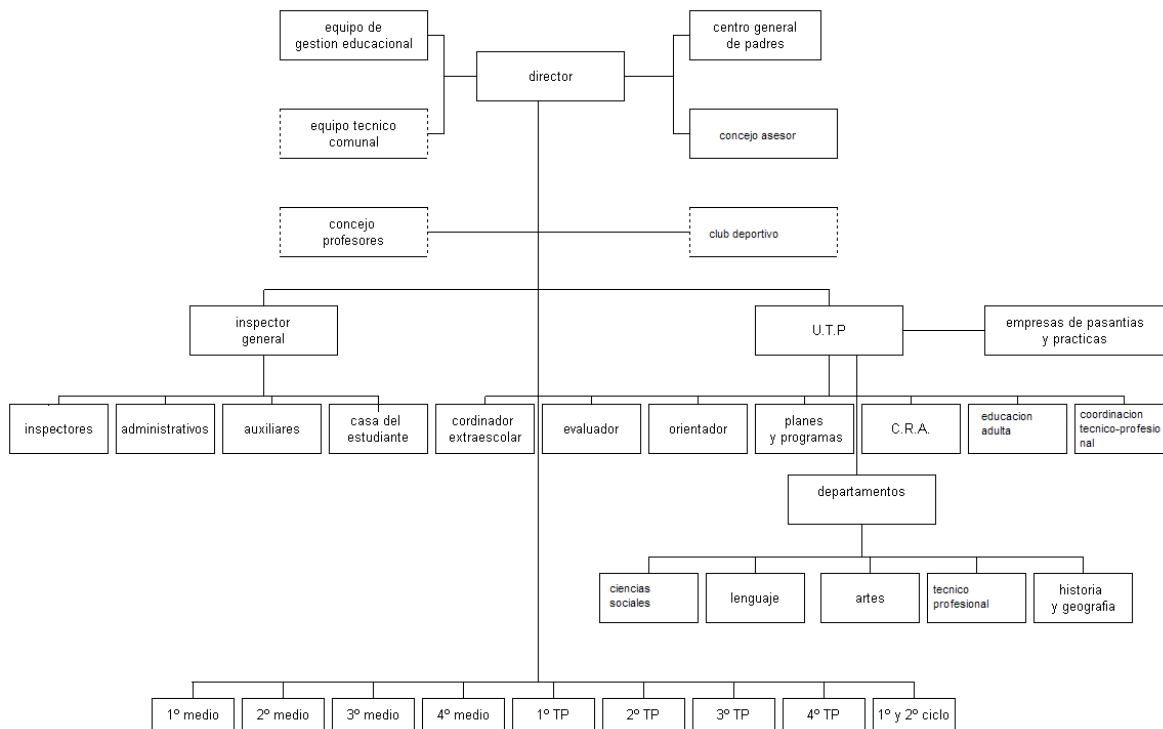 equipo de
gestion educacional
centro general
de padres
director
equipo tecnico
comunal
concejo asesor
concejo
profesores
club deportivo
inspector
general
U.T.P
empresas de pasantias
y practicas
inspectores
administrativos
auxiliares
casa del
estudiante
cordinador
extraescolar
evaluador
orientador
planes
y programas
C.R.A.
educacion
adulta
coordinacion
tecnico-profesio
nal
departamentos
ciencias
sociales
lenguaje
artes
tecnico
profesional
historia
y geografia
1º medio
2º medio
3º medio
4º medio
1º TP
2º TP
3º TP
4º TP
1º y 2º ciclo